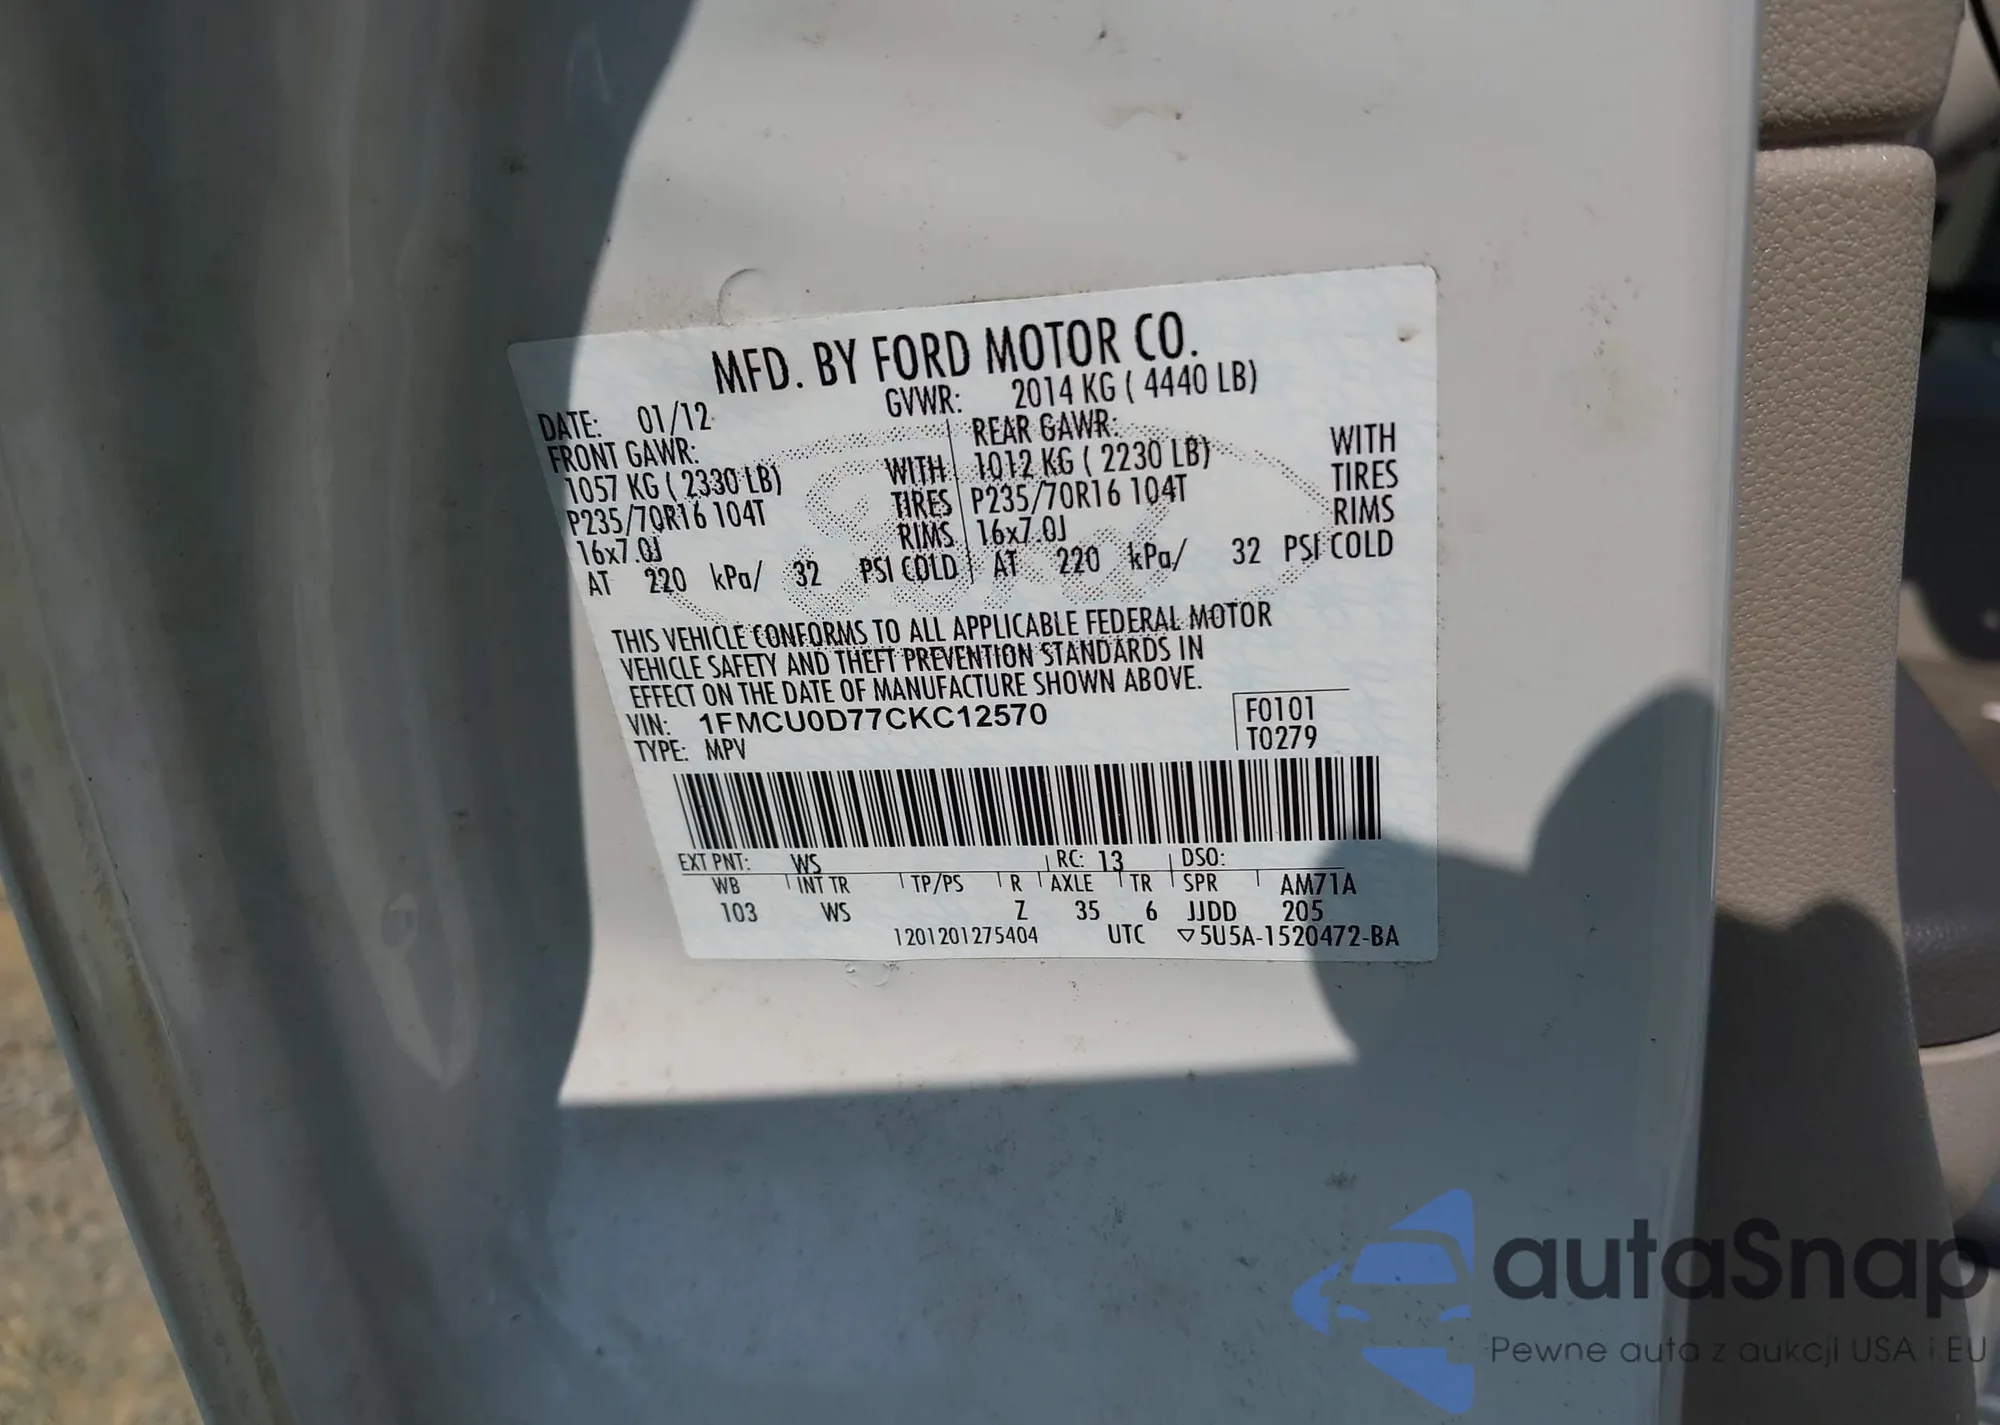 MFD. BY FORD MOTOR CO.
DATE: 01/12 GVWR: 2014 KG ( 4440 LB)
FRONT GAWR: REAR GAWR:
1057 KG ( 2330 LB) WITH 1012 KG ( 2230 LB) WITH
P235/70R16 104T TIRES P235/70R16 104T TIRES
16x7.0J RIMS 16x7.0J RIMS
AT 220 kPa/ 32 PSI COLD AT 220 kPa/ 32 PSI COLD
THIS VEHICLE CONFORMS TO ALL APPLICABLE FEDERAL MOTOR
VEHICLE SAFETY AND THEFT PREVENTION STANDARDS IN
EFFECT ON THE DATE OF MANUFACTURE SHOWN ABOVE.
VIN: 1FMCU0D77CKC12570 F0101
TYPE: MPV T0279
EXT PNT: WS RC: 13 DSO:
WB INT TR TP/PS R AXLE TR SPR AM71A
103 WS Z 35 6 JJDD 205
1201201275404 UTC ▽5U5A-1520472-BA
autaSnap
Pewne auta z aukcji USA i EU